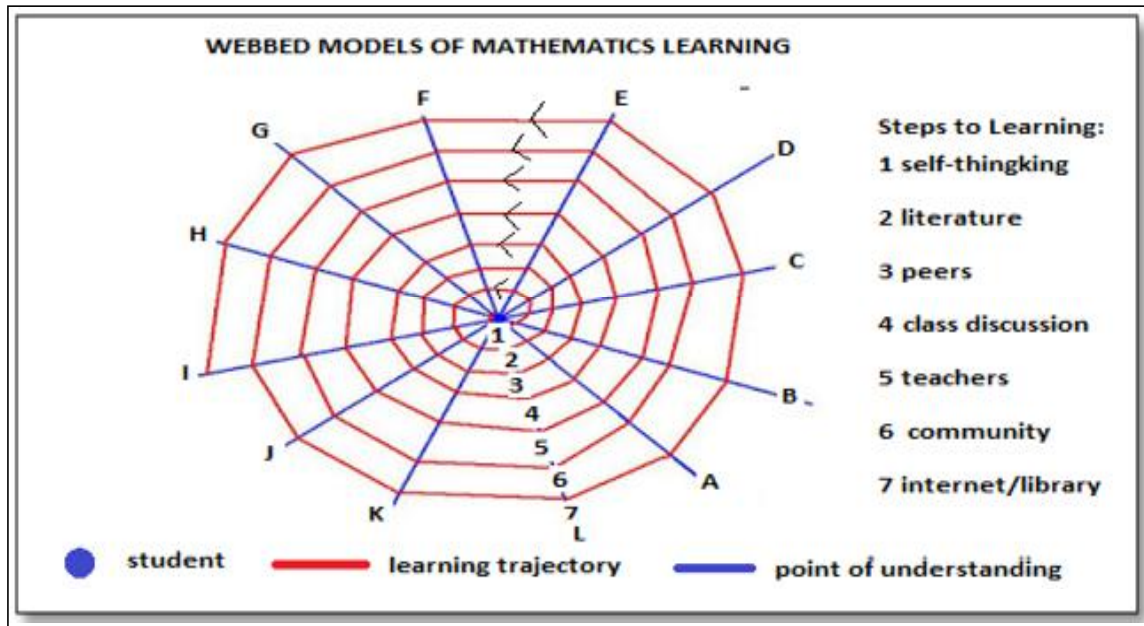 WEBBED MODELS OF MATHEMATICS LEARNING
F
E
G
D
H
C
I
B
J
A
K
L
1
2
3
4
5
6
7
Steps to Learning:
1 self-thingking
2 literature
3 peers
4 class discussion
5 teachers
6 community
7 internet/library
student
learning trajectory
point of understanding